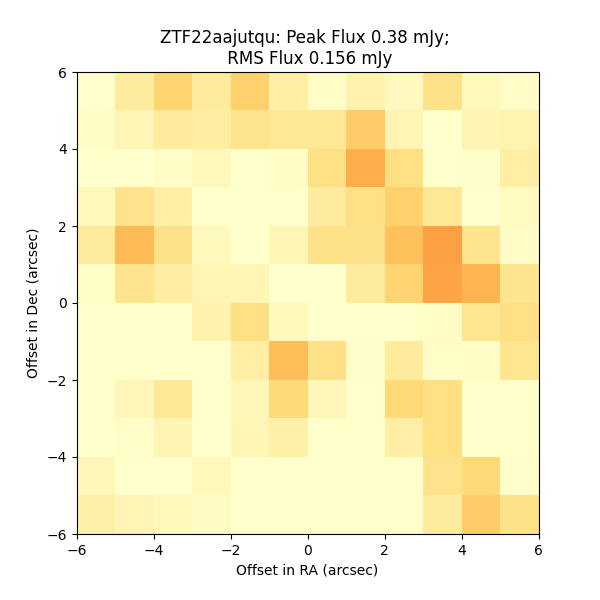 ZTF22aajutqu: Peak Flux 0.38 mJy;
RMS Flux 0.156 mJy
6
4
2
0
−2
−4
−6
Offset in Dec (arcsec)
−6 −4 −2 0 2 4 6
Offset in RA (arcsec)